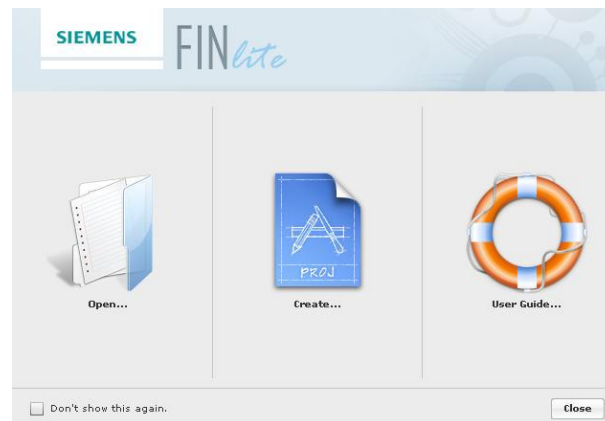 SIEMENS
FINlite
PROJ
Open...
Create...
User Guide...
Don't show this again.
Close